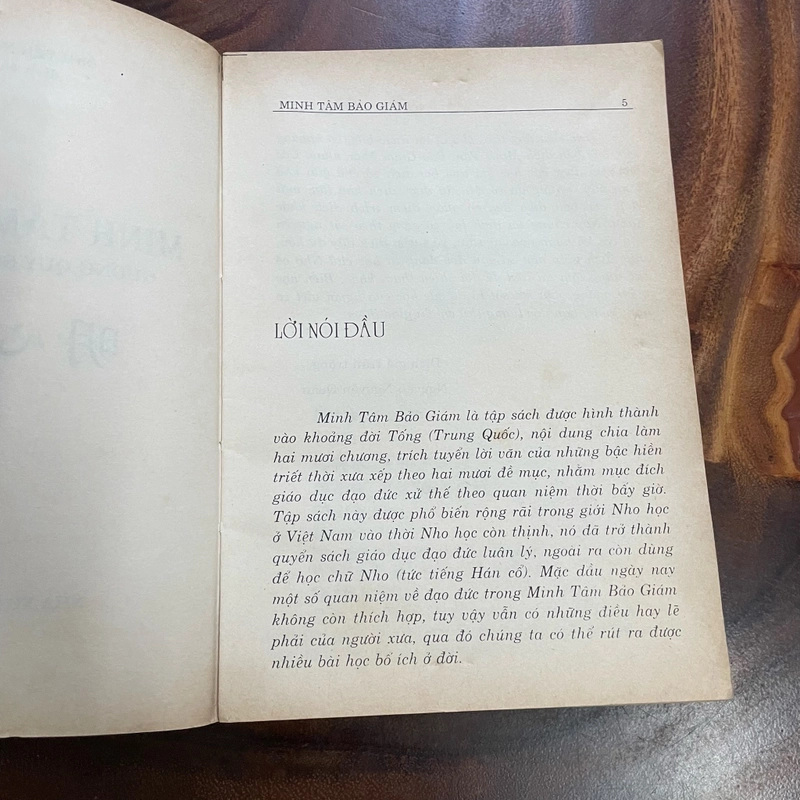 MINH TÂM BẢO GIÁM 5
LỜI NÓI ĐẦU
Minh Tâm Bảo Giám là tập sách được hình thành
vào khoảng đời Tống (Trung Quốc), nội dung chia làm
hai mươi chương, trích tuyển lời văn của những bậc hiền
triết thời xưa xếp theo hai mươi đề mục, nhằm mục đích
giáo dục đạo đức xử thế theo quan niệm thời bấy giờ.
Tập sách này được phổ biến rộng rãi trong giới Nho học
ở Việt Nam vào thời Nho học còn thịnh, nó đã trở thành
quyển sách giáo dục đạo đức luân lý, ngoài ra còn dùng
để học chữ Nho (tức tiếng Hán cổ). Mặc dầu ngày nay
một số quan niệm về đạo đức trong Minh Tâm Bảo Giám
không còn thích hợp, tuy vậy vẫn có những điều hay lẽ
phải của người xưa, qua đó chúng ta có thể rút ra được
nhiều bài học bổ ích ở đời.